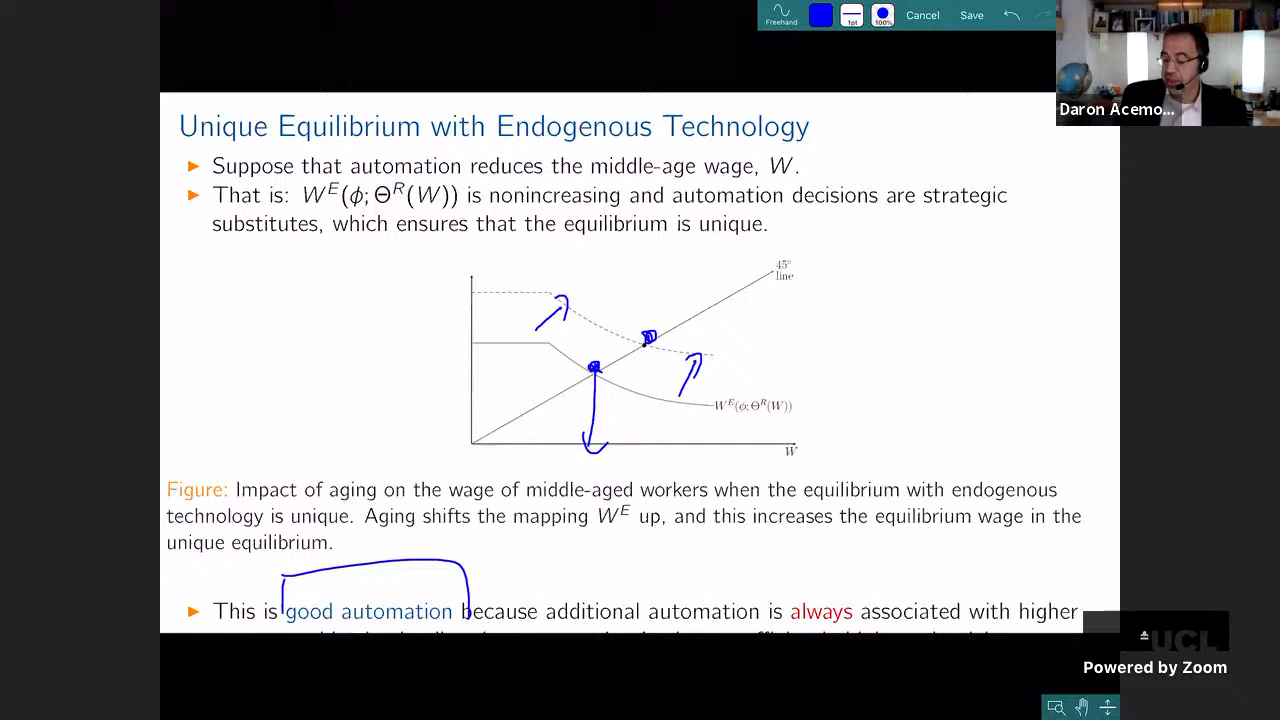 Freehand
1pt
100%
Cancel
Save
Daron Acemo...
Unique Equilibrium with Endogenous Technology
▶ Suppose that automation reduces the middle-age wage, W.
▶ That is: W^E(ϕ; Θ^R(W)) is nonincreasing and automation decisions are strategic
substitutes, which ensures that the equilibrium is unique.
45°
line
W^E(ϕ; Θ^R(W))
W
Figure: Impact of aging on the wage of middle-aged workers when the equilibrium with endogenous
technology is unique. Aging shifts the mapping W^E up, and this increases the equilibrium wage in the
unique equilibrium.
▶ This is good automation because additional automation is always associated with higher
UCL
Powered by Zoom